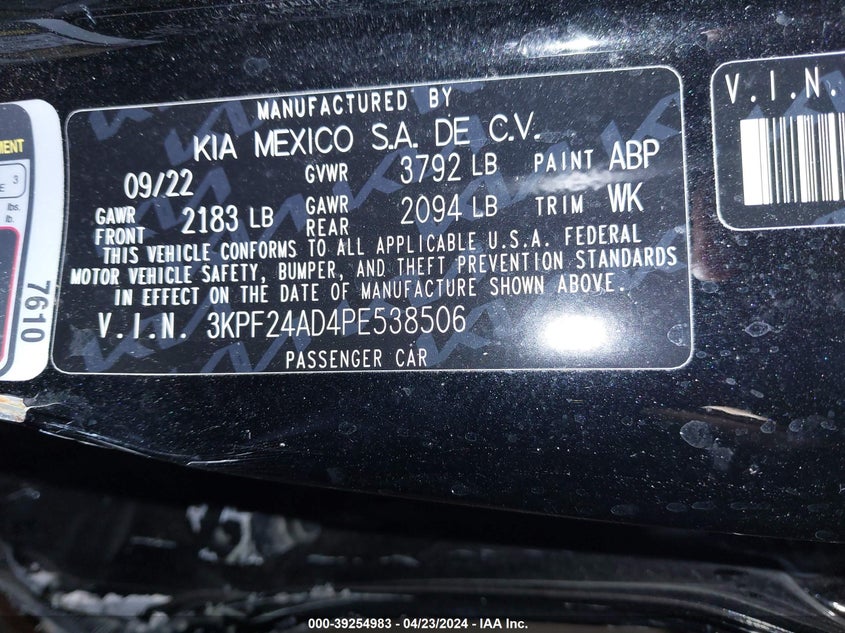 MANUFACTURED BY
KIA MEXICO S.A. DE C.V.
09/22 GVWR 3792 LB PAINT ABP
GAWR FRONT 2183 LB GAWR REAR 2094 LB TRIM WK
THIS VEHICLE CONFORMS TO ALL APPLICABLE U.S.A. FEDERAL
MOTOR VEHICLE SAFETY, BUMPER, AND THEFT PREVENTION STANDARDS
IN EFFECT ON THE DATE OF MANUFACTURE SHOWN ABOVE.
V.I.N. 3KPF24AD4PE538506
PASSENGER CAR
V.I.N.
3
lbs.
lb.
7610
000-39254983 - 04/23/2024 - IAA Inc.